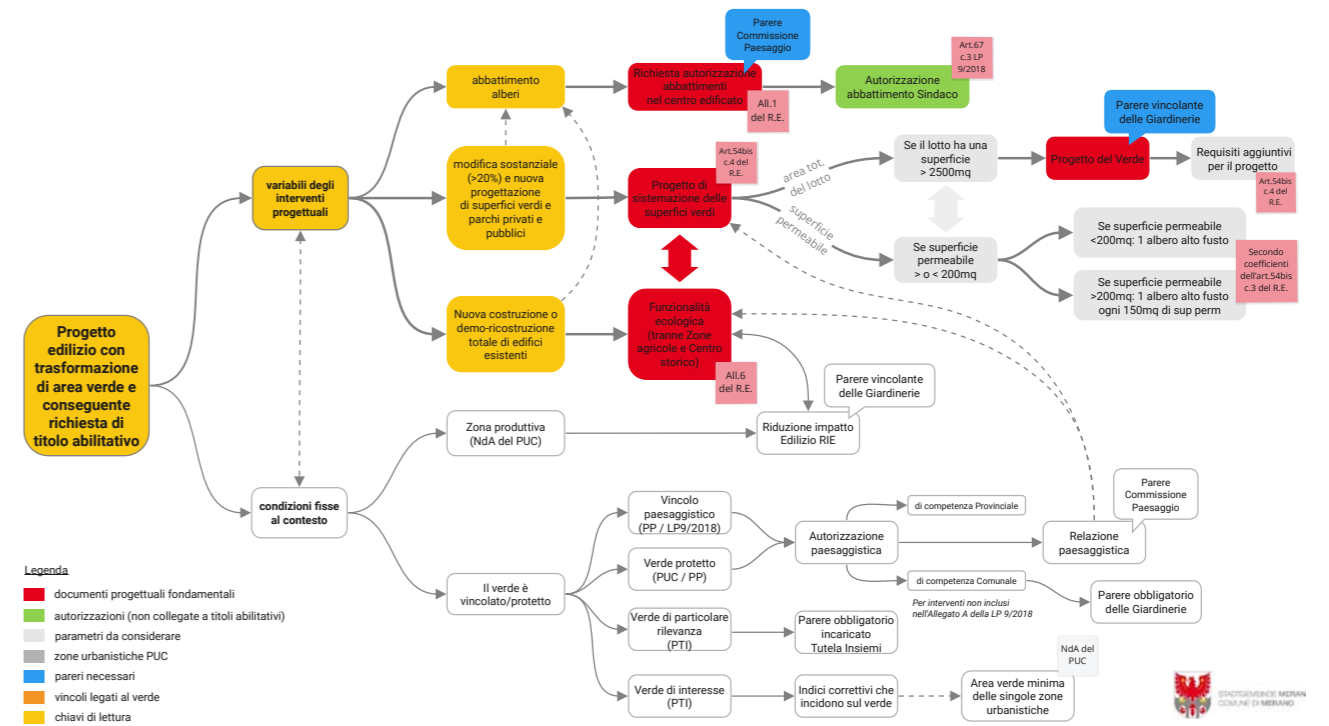 Parere
Commissione
Paesaggio
Art.67
c.3 LP
9/2018
abbattimento
alberi
Richiesta autorizzazione
abbattimenti
nel centro edificato
All.1
del R.E.
Autorizzazione
abbattimento Sindaco
Parere vincolante
delle Giardinerie
modifica sostanziale
(>20%) e nuova
progettazione
di superfici verdi e
parchi privati e
pubblici
Art.54bis
c.4 del
R.E.
Progetto di
sistemazione delle
superfici verdi
area tot.
del lotto
superficie
permeabile
Se il lotto ha una
superficie
> 2500mq
Progetto del Verde
Requisiti aggiuntivi
per il progetto
Art.54bis
c.4 del
R.E.
variabili degli
interventi
progettuali
Se superficie
permeabile
> o < 200mq
Se superficie permeabile
<200mq: 1 albero alto fusto
Se superficie permeabile
>200mq: 1 albero alto fusto
ogni 150mq di sup perm
Secondo
coefficienti
dell'art.54bis
c.3 del R.E.
Nuova costruzione o
demo-ricostruzione
totale di edifici
esistenti
Funzionalità
ecologica
(tranne Zone
agricole e Centro
storico)
All.6
del R.E.
Progetto
edilizio con
trasformazione
di area verde e
conseguente
richiesta di
titolo abilitativo
Parere vincolante
delle Giardinerie
Zona produttiva
(NdA del PUC)
Riduzione impatto
Edilizio RIE
condizioni fisse
al contesto
Vincolo
paesaggistico
(PP / LP9/2018)
Verde protetto
(PUC / PP)
Autorizzazione
paesaggistica
di competenza Provinciale
Parere
Commissione
Paesaggio
Relazione
paesaggistica
di competenza Comunale
Per interventi non inclusi
nell'Allegato A della LP 9/2018
Parere obbligatorio
delle Giardinerie
Il verde è
vincolato/protetto
Verde di particolare
rilevanza
(PTI)
Parere obbligatorio
incaricato
Tutela Insiemi
Verde di interesse
(PTI)
Indici correttivi che
incidono sul verde
Area verde minima
delle singole zone
urbanistiche
NdA del
PUC
Legenda
documenti progettuali fondamentali
autorizzazioni (non collegate a titoli abilitativi)
parametri da considerare
zone urbanistiche PUC
pareri necessari
vincoli legati al verde
chiavi di lettura
STADTGEMEINDE MERAN
COMUNE DI MERANO